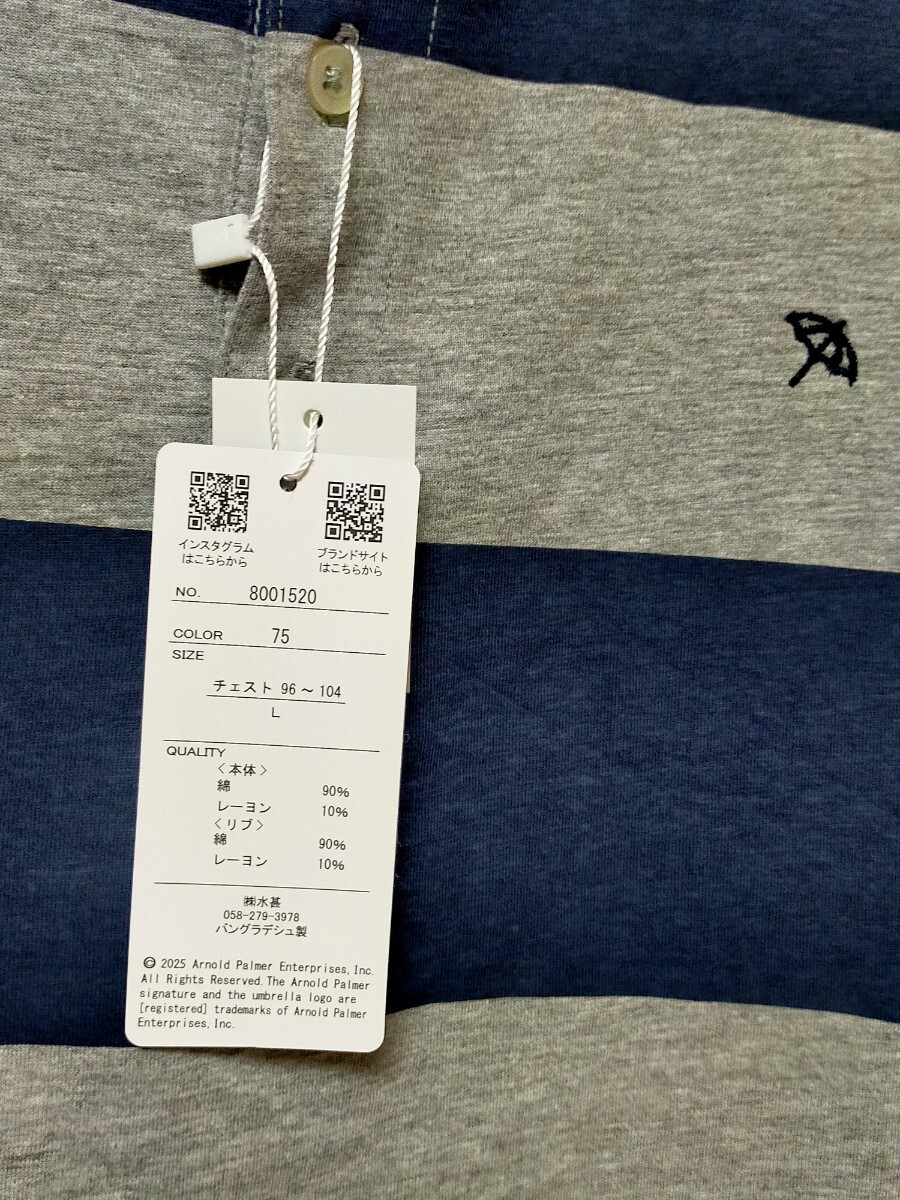 インスタグラム
はこちらから
ブランドサイト
はこちらから
NO. 8001520
COLOR 75
SIZE
チェスト 96～104
L
QUALITY
〈本体〉
綿 90%
レーヨン 10%
〈リブ〉
綿 90%
レーヨン 10%
㈱水甚
058-279-3978
バングラデシュ製
© 2025 Arnold Palmer Enterprises,Inc.
All Rights Reserved.The Arnold Palmer
signature and the umbrella logo are
[registered] trademarks of Arnold Palmer
Enterprises,Inc.